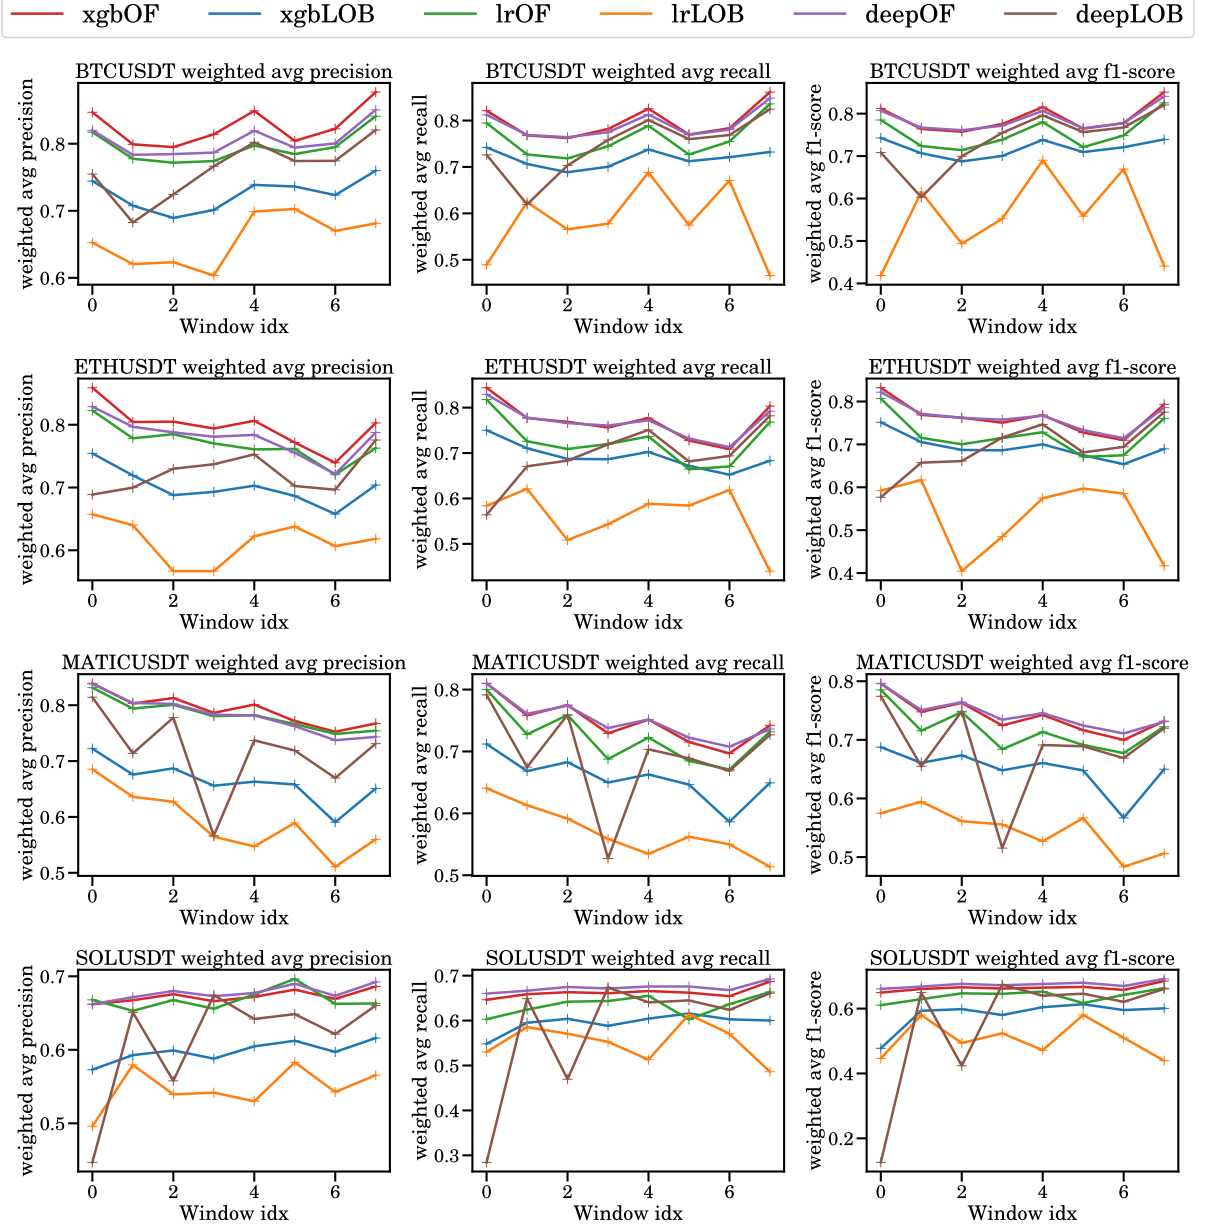 xgbOF xgbLOB lrOF lrLOB deepOF deepLOB
BTCUSDT weighted avg precision
weighted avg precision
0.8
0.7
0.6
0 2 4 6
Window idx
BTCUSDT weighted avg recall
weighted avg recall
0.8
0.7
0.6
0.5
0 2 4 6
Window idx
BTCUSDT weighted avg f1-score
weighted avg f1-score
0.8
0.7
0.6
0.5
0.4
0 2 4 6
Window idx
ETHUSDT weighted avg precision
weighted avg precision
0.8
0.7
0.6
0 2 4 6
Window idx
ETHUSDT weighted avg recall
weighted avg recall
0.8
0.7
0.6
0.5
0 2 4 6
Window idx
ETHUSDT weighted avg f1-score
weighted avg f1-score
0.8
0.7
0.6
0.5
0.4
0 2 4 6
Window idx
MATICUSDT weighted avg precision
weighted avg precision
0.8
0.7
0.6
0.5
0 2 4 6
Window idx
MATICUSDT weighted avg recall
weighted avg recall
0.8
0.7
0.6
0.5
0 2 4 6
Window idx
MATICUSDT weighted avg f1-score
weighted avg f1-score
0.8
0.7
0.6
0.5
0 2 4 6
Window idx
SOLUSDT weighted avg precision
weighted avg precision
0.7
0.6
0.5
0 2 4 6
Window idx
SOLUSDT weighted avg recall
weighted avg recall
0.7
0.6
0.5
0.4
0.3
0 2 4 6
Window idx
SOLUSDT weighted avg f1-score
weighted avg f1-score
0.6
0.4
0.2
0 2 4 6
Window idx